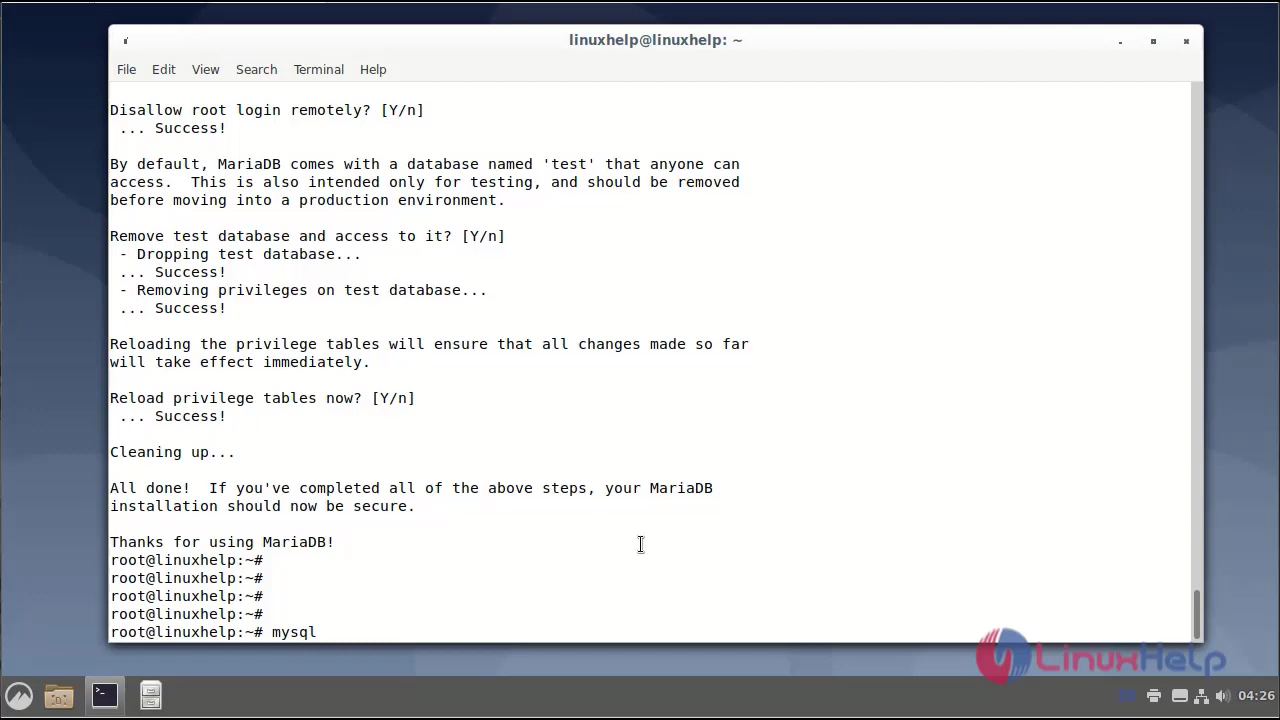 linuxhelp@linuxhelp: ~
File Edit View Search Terminal Help
Disallow root login remotely? [Y/n]
... Success!
By default, MariaDB comes with a database named 'test' that anyone can
access.  This is also intended only for testing, and should be removed
before moving into a production environment.
Remove test database and access to it? [Y/n]
- Dropping test database...
... Success!
- Removing privileges on test database...
... Success!
Reloading the privilege tables will ensure that all changes made so far
will take effect immediately.
Reload privilege tables now? [Y/n]
... Success!
Cleaning up...
All done!  If you've completed all of the above steps, your MariaDB
installation should now be secure.
Thanks for using MariaDB!
root@linuxhelp:~#
root@linuxhelp:~#
root@linuxhelp:~#
root@linuxhelp:~#
root@linuxhelp:~# mysql
LinuxHelp
04:26